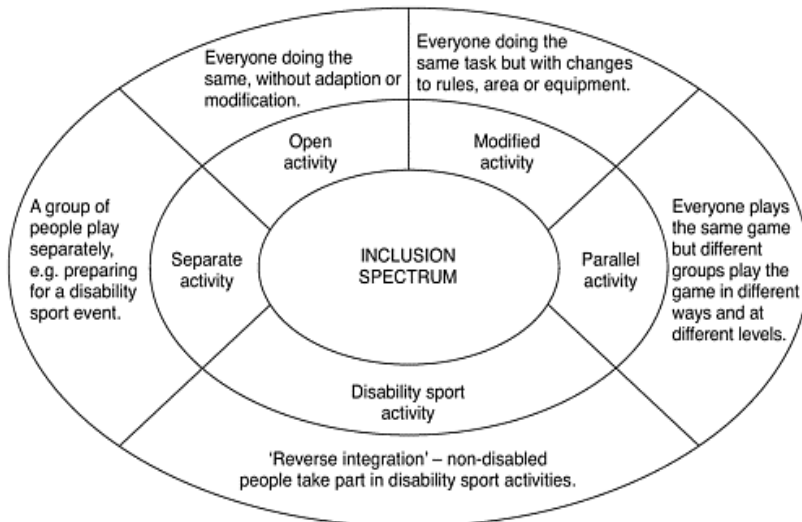 Everyone doing the
same, without adaption or
modification.
Everyone doing the
same task but with changes
to rules, area or equipment.
Open
activity
Modified
activity
A group of
people play
separately,
e.g. preparing
for a disability
sport event.
Separate
activity
INCLUSION
SPECTRUM
Parallel
activity
Everyone plays
the same game
but different
groups play the
game in different
ways and at
different levels.
Disability sport
activity
‘Reverse integration’ – non-disabled
people take part in disability sport activities.